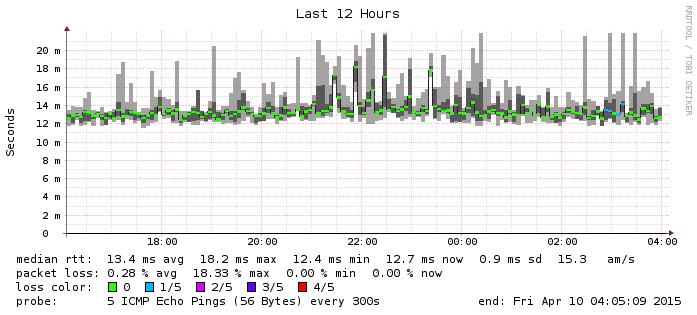 Last 12 Hours
RRDTOOL / TOBI OETIKER
Seconds
20 m
18 m
16 m
14 m
12 m
10 m
8 m
6 m
4 m
2 m
0
18:00 20:00 22:00 00:00 02:00 04:00
median rtt: 13.4 ms avg 18.2 ms max 12.4 ms min 12.7 ms now 0.9 ms sd 15.3 am/s
packet loss: 0.28 % avg 18.33 % max 0.00 % min 0.00 % now
loss color: 0 1/5 2/5 3/5 4/5
probe: 5 ICMP Echo Pings (56 Bytes) every 300s end: Fri Apr 10 04:05:09 2015